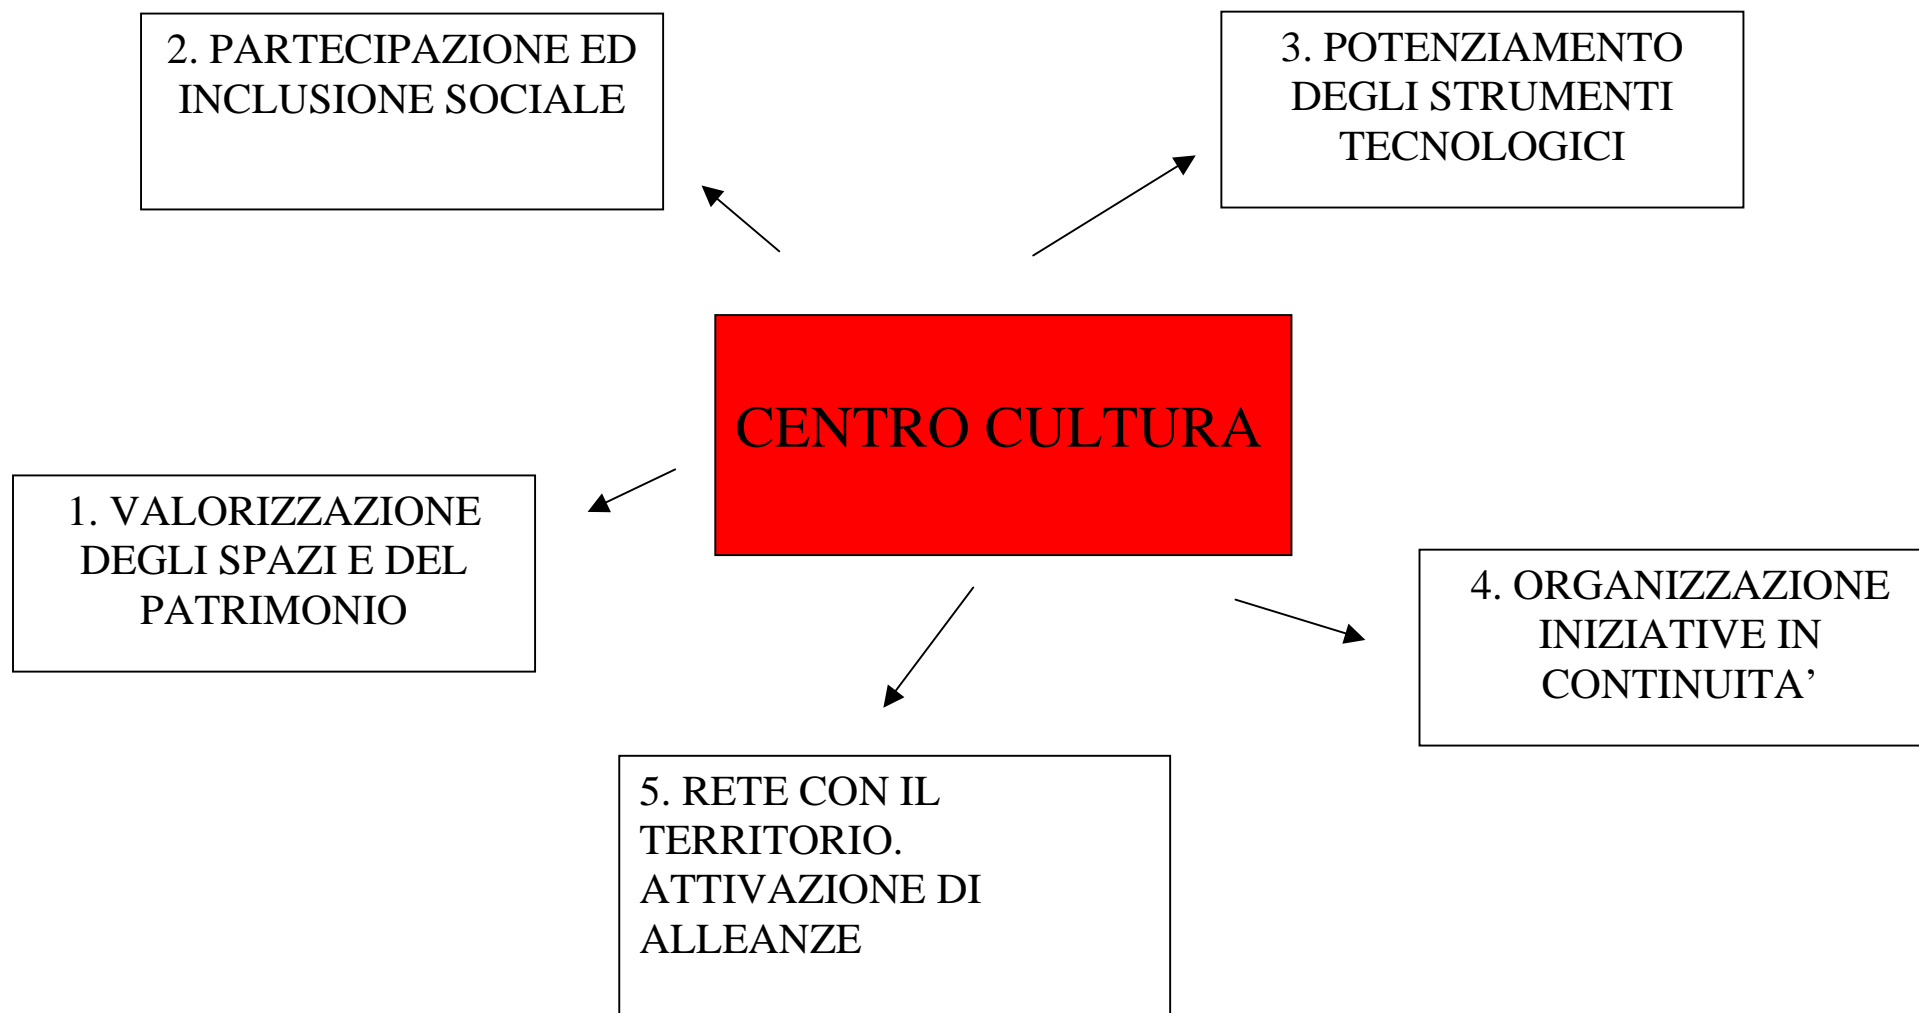 2. PARTECIPAZIONE ED
INCLUSIONE SOCIALE
3. POTENZIAMENTO
DEGLI STRUMENTI
TECNOLOGICI
CENTRO CULTURA
1. VALORIZZAZIONE
DEGLI SPAZI E DEL
PATRIMONIO
4. ORGANIZZAZIONE
INIZIATIVE IN
CONTINUITA’
5. RETE CON IL
TERRITORIO.
ATTIVAZIONE DI
ALLEANZE